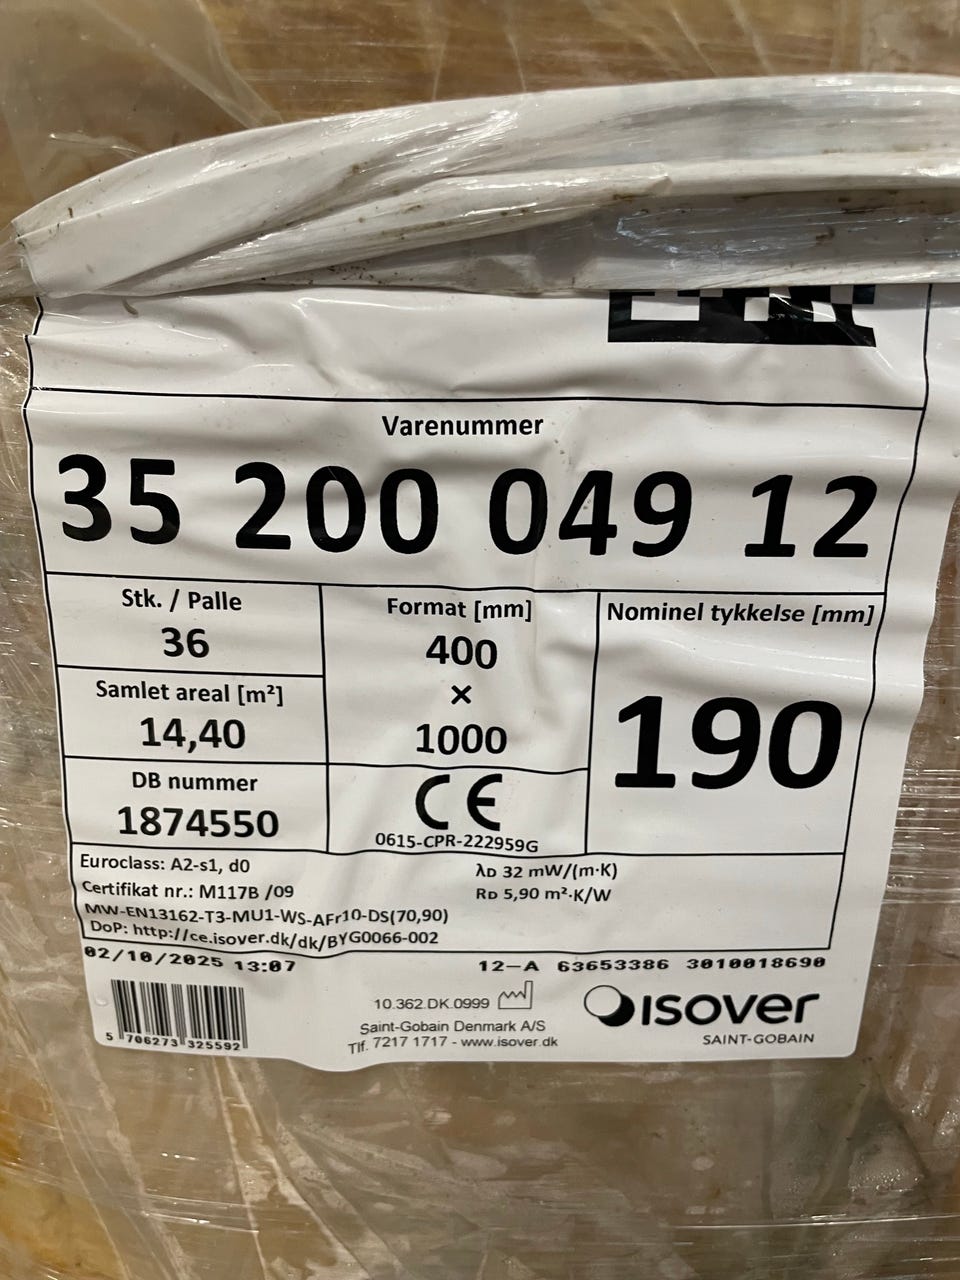 Varenummer
35 200 049 12
Stk. / Palle
36
Samlet areal [m²]
14,40
DB nummer
1874550
Format [mm]
400
×
1000
CE
0615-CPR-222959G
Nominel tykkelse [mm]
190
Euroclass: A2-s1, d0
Certifikat nr.: M117B /09
MW-EN13162-T3-MU1-WS-AFr10-DS(70,90)
DoP: http://ce.isover.dk/dk/BYG0066-002
λD 32 mW/(m·K)
RD 5,90 m²·K/W
02/10/2025 13:07
12-A 63653386 3010018690
5 706273 325592
10.362.DK.0999
Saint-Gobain Denmark A/S
Tlf. 7217 1717 - www.isover.dk
isover
SAINT-GOBAIN